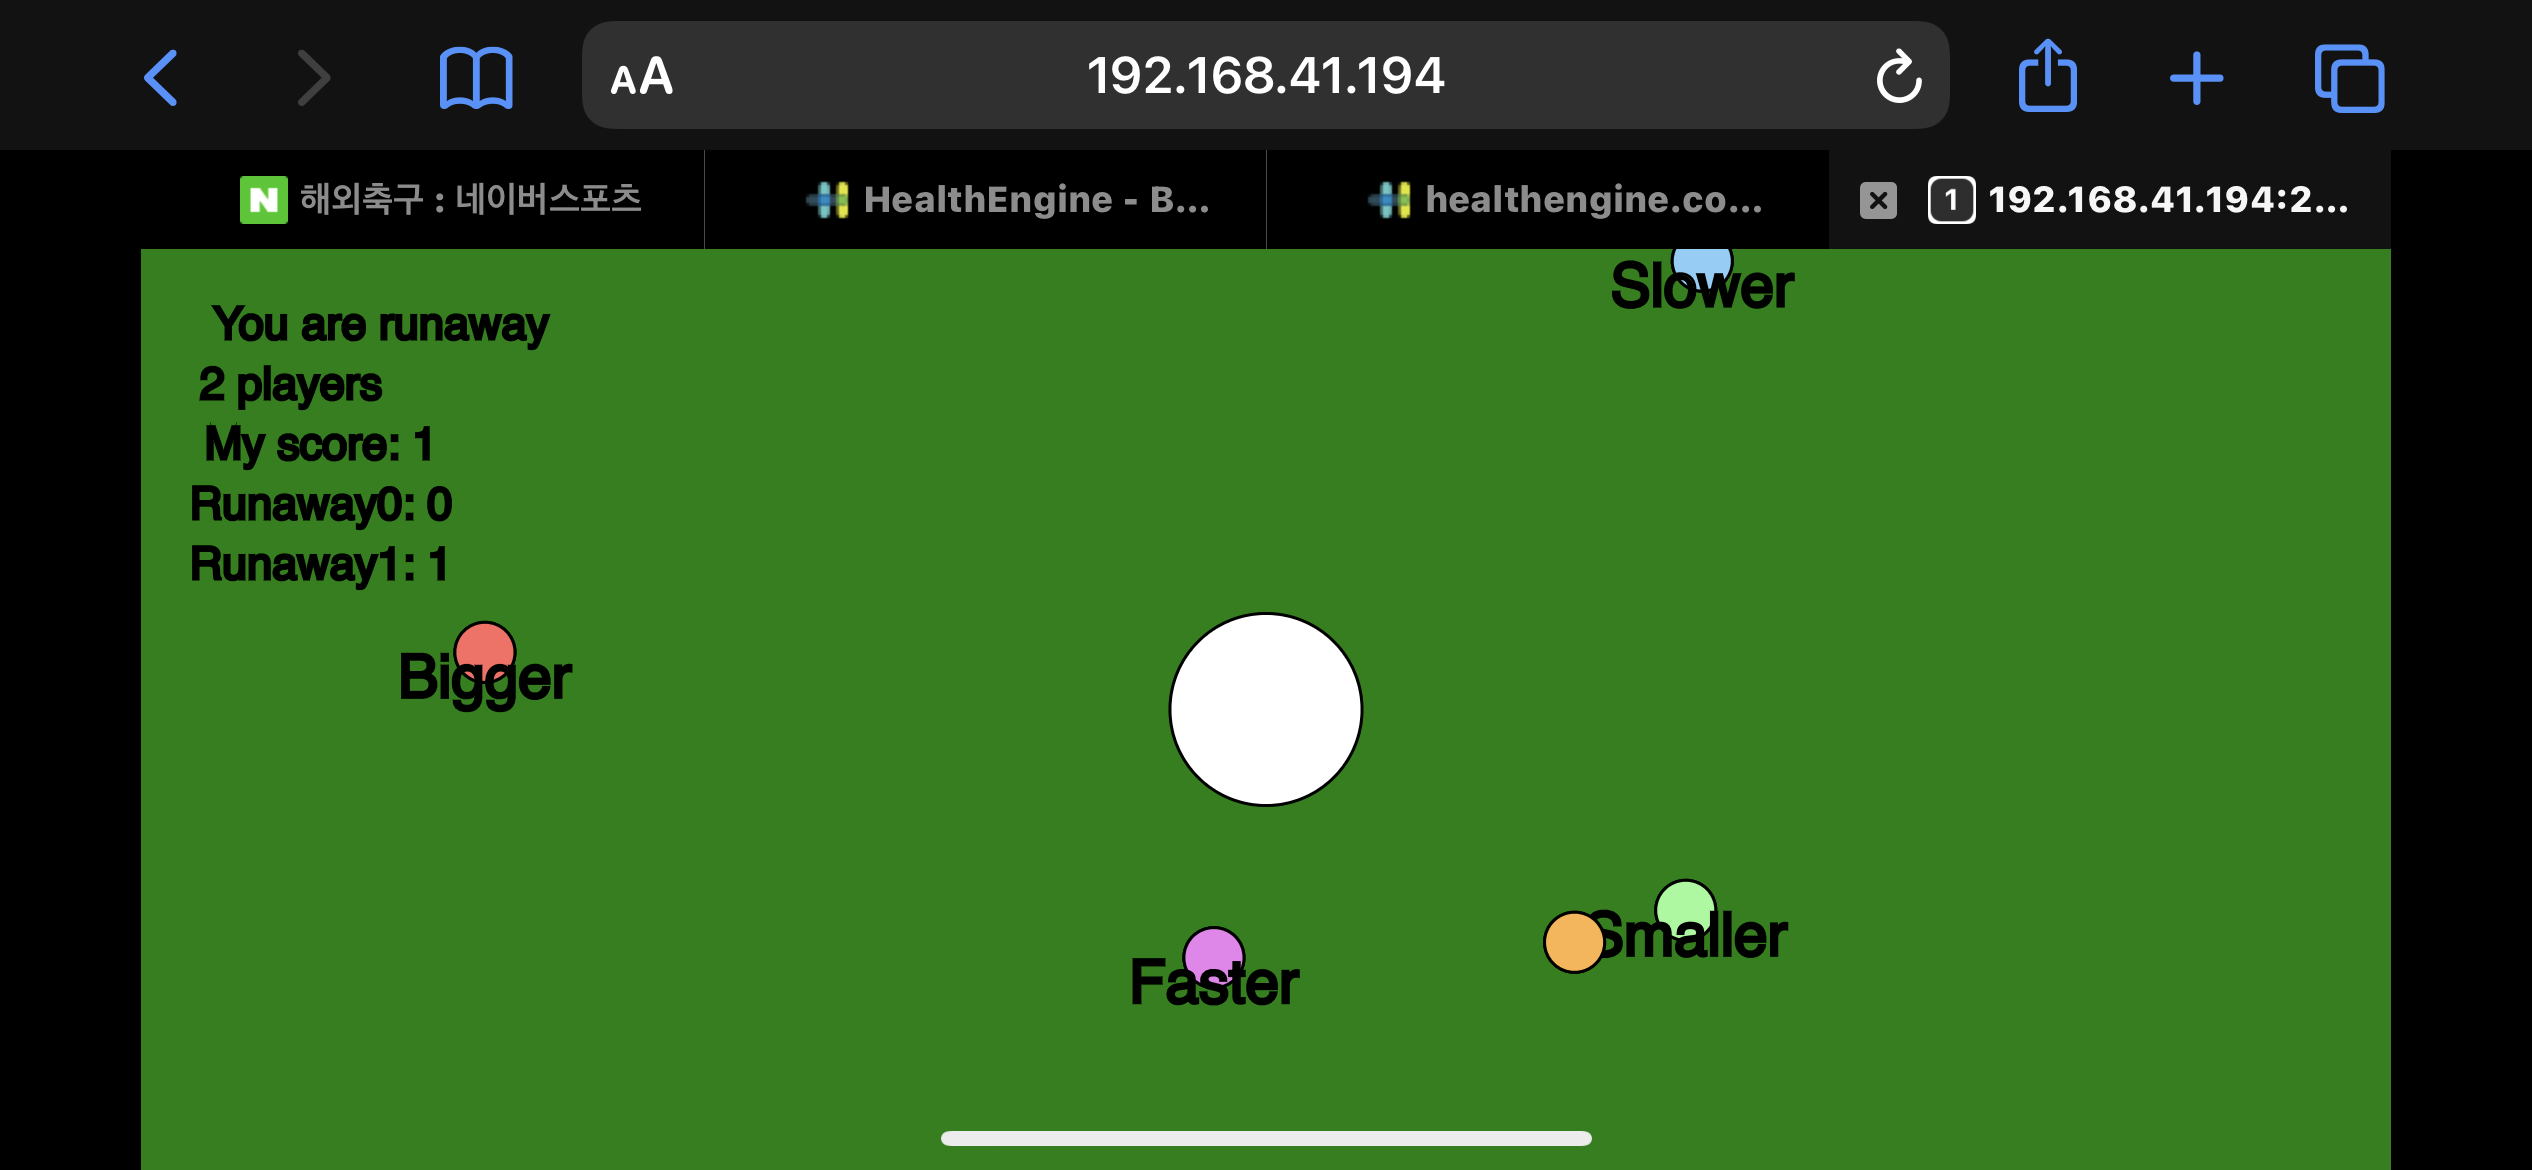 AA 192.168.41.194
N 해외축구 : 네이버스포츠
HealthEngine - B...
healthengine.co...
1 192.168.41.194:2...
Slower
You are runaway
2 players
My score: 1
Runaway0: 0
Runaway1: 1
Bigger
Smaller
Faster